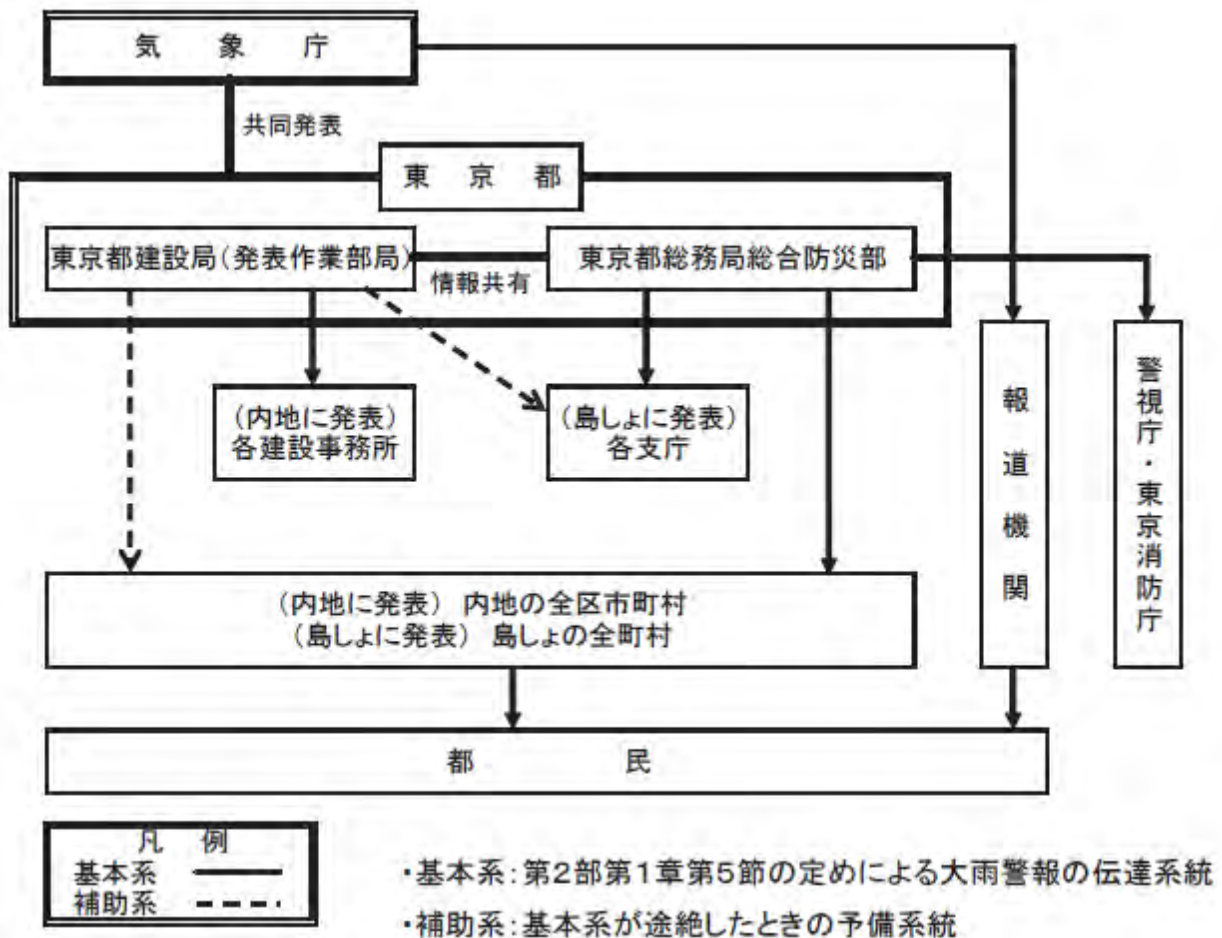 気象庁
共同発表
東京都
東京都建設局(発表作業部局)
情報共有
東京都総務局総合防災部
(内地に発表)
各建設事務所
(島しょに発表)
各支庁
報道機関
警視庁・東京消防庁
(内地に発表) 内地の全区市町村
(島しょに発表) 島しょの全町村
都民
凡例
基本系
補助系
・基本系:第2部第1章第5節の定めによる大雨警報の伝達系統
・補助系:基本系が途絶したときの予備系統